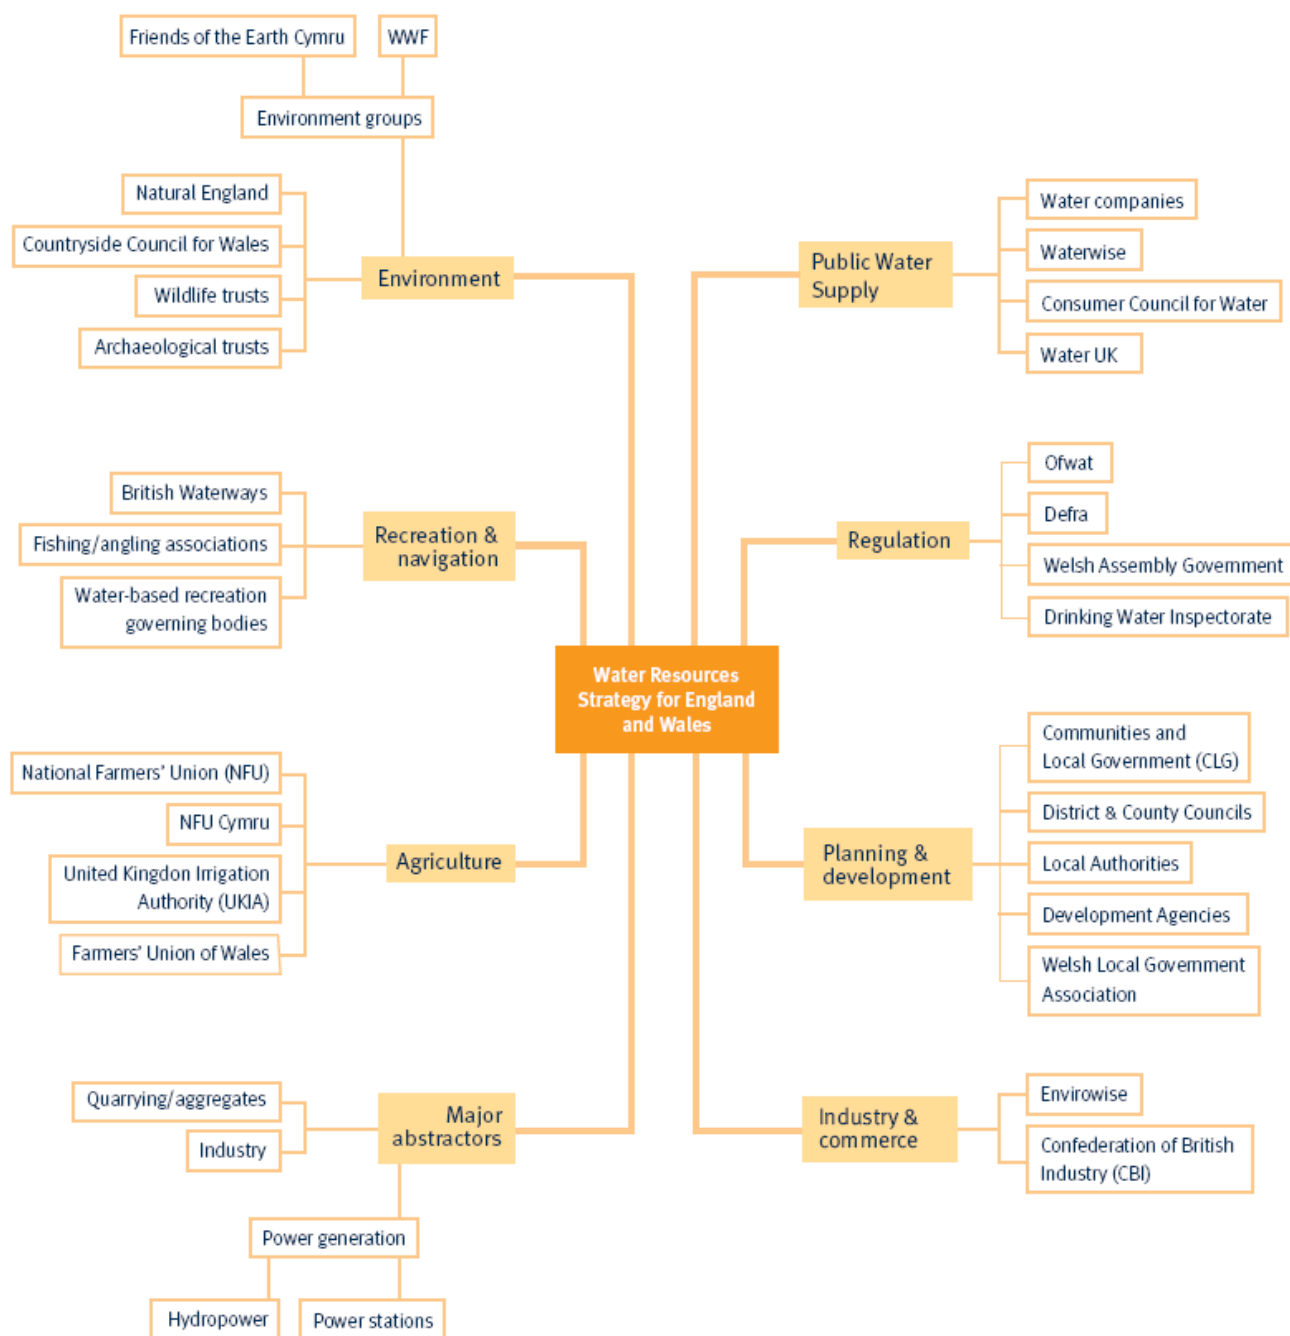 Friends of the Earth Cymru
WWF
Environment groups
Natural England
Countryside Council for Wales
Wildlife trusts
Archaeological trusts
Environment
British Waterways
Fishing/angling associations
Water-based recreation
governing bodies
Recreation &
navigation
National Farmers' Union (NFU)
NFU Cymru
United Kingdom Irrigation
Authority (UKIA)
Farmers' Union of Wales
Agriculture
Quarrying/aggregates
Industry
Major
abstractors
Power generation
Hydropower
Power stations
Water Resources
Strategy for England
and Wales
Public Water
Supply
Water companies
Waterwise
Consumer Council for Water
Water UK
Regulation
Ofwat
Defra
Welsh Assembly Government
Drinking Water Inspectorate
Planning &
development
Communities and
Local Government (CLG)
District & County Councils
Local Authorities
Development Agencies
Welsh Local Government
Association
Industry &
commerce
Envirowise
Confederation of British
Industry (CBI)